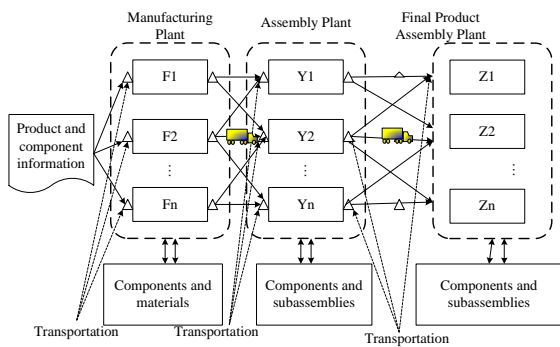 Manufacturing
Plant
Assembly Plant
Final Product
Assembly Plant
F1
Y1
Z1
Product and
component
information
F2
Y2
Z2
⋮
⋮
⋮
Fn
Yn
Zn
Components and
materials
Components and
subassemblies
Components and
subassemblies
Transportation
Transportation
Transportation